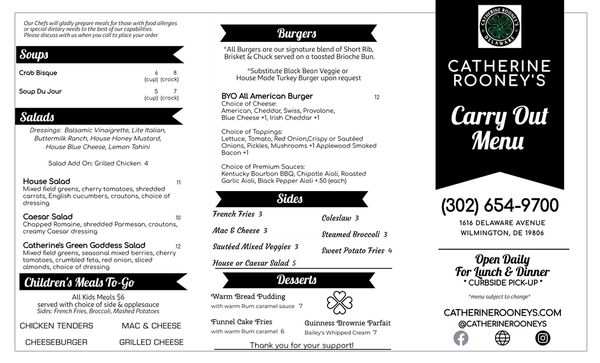 Our Chefs will gladly prepare meals for those with food allergies
or special dietary needs to the best of our capabilities.
Please discuss with us when you call to place your order.
Soups
Crab Bisque 6 8
(cup) (crock)
Soup Du Jour 5 7
(cup) (crock)
Salads
Dressings: Balsamic Vinaigrette, Lite Italian,
Buttermilk Ranch, House Honey Mustard,
House Blue Cheese, Lemon Tahini
Salad Add On: Grilled Chicken 4
House Salad 11
Mixed field greens, cherry tomatoes, shredded
carrots, English cucumbers, croutons, choice of
dressing
Caesar Salad 10
Chopped Romaine, shredded Parmesan, croutons,
creamy Caesar dressing
Catherine's Green Goddess Salad 12
Mixed field greens, seasonal mixed berries, cherry
tomatoes, crumbled feta, red onion, sliced
almonds, choice of dressing
Children's Meals To-Go
All Kids Meals $6
served with choice of side & applesauce
Sides: French Fries, Broccoli, Mashed Potatoes
CHICKEN TENDERS MAC & CHEESE
CHEESEBURGER GRILLED CHEESE
Burgers
*All Burgers are our signature blend of Short Rib,
Brisket & Chuck served on a toasted Brioche Bun.
*Substitute Black Bean Veggie or
House Made Turkey Burger upon request
BYO All American Burger 12
Choice of Cheese:
American, Cheddar, Swiss, Provolone,
Blue Cheese +1, Irish Cheddar +1
Choice of Toppings:
Lettuce, Tomato, Red Onion,Crispy or Sautéed
Onions, Pickles, Mushrooms +1 Applewood Smoked
Bacon +1
Choice of Premium Sauces:
Kentucky Bourbon BBQ, Chipotle Aioli, Roasted
Garlic Aioli, Black Pepper Aioli +.50 (each)
Sides
French Fries 3
Coleslaw 3
Mac & Cheese 3
Steamed Broccoli 3
Sautéed Mixed Veggies 3
Sweet Potato Fries 4
House or Caesar Salad 5
Desserts
Warm Bread Pudding
with warm Rum caramel sauce 7
Funnel Cake Fries
with warm Rum caramel 6
Guinness Brownie Parfait
Bailey's Whipped Cream 7
Thank you for your support!
CATHERINE ROONEY'S
DELAWARE
CATHERINE
ROONEY'S
Carry Out
Menu
(302) 654-9700
1616 DELAWARE AVENUE
WILMINGTON, DE 19806
Open Daily
For Lunch & Dinner
* CURBSIDE PICK-UP *
*menu subject to change*
CATHERINEROONEYS.COM
@CATHERINEROONEYS